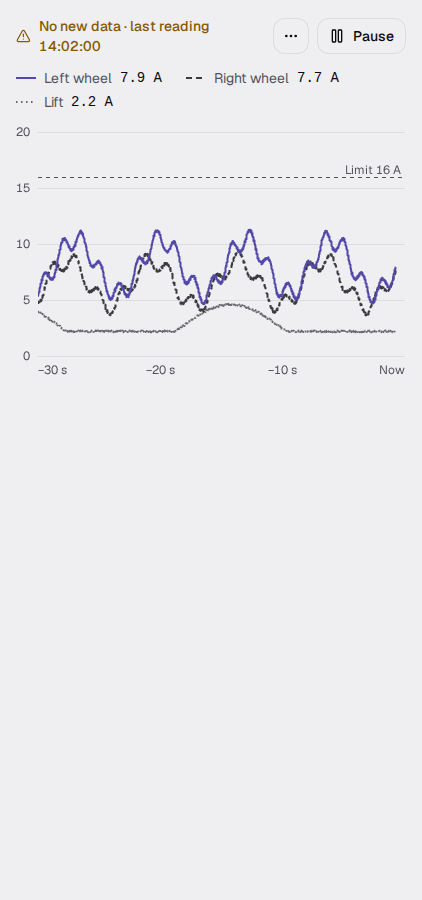 No new data · last reading
14:02:00
Pause
Left wheel 7.9 A Right wheel 7.7 A
Lift 2.2 A
20
Limit 16 A
15
10
5
0
−30 s −20 s −10 s Now